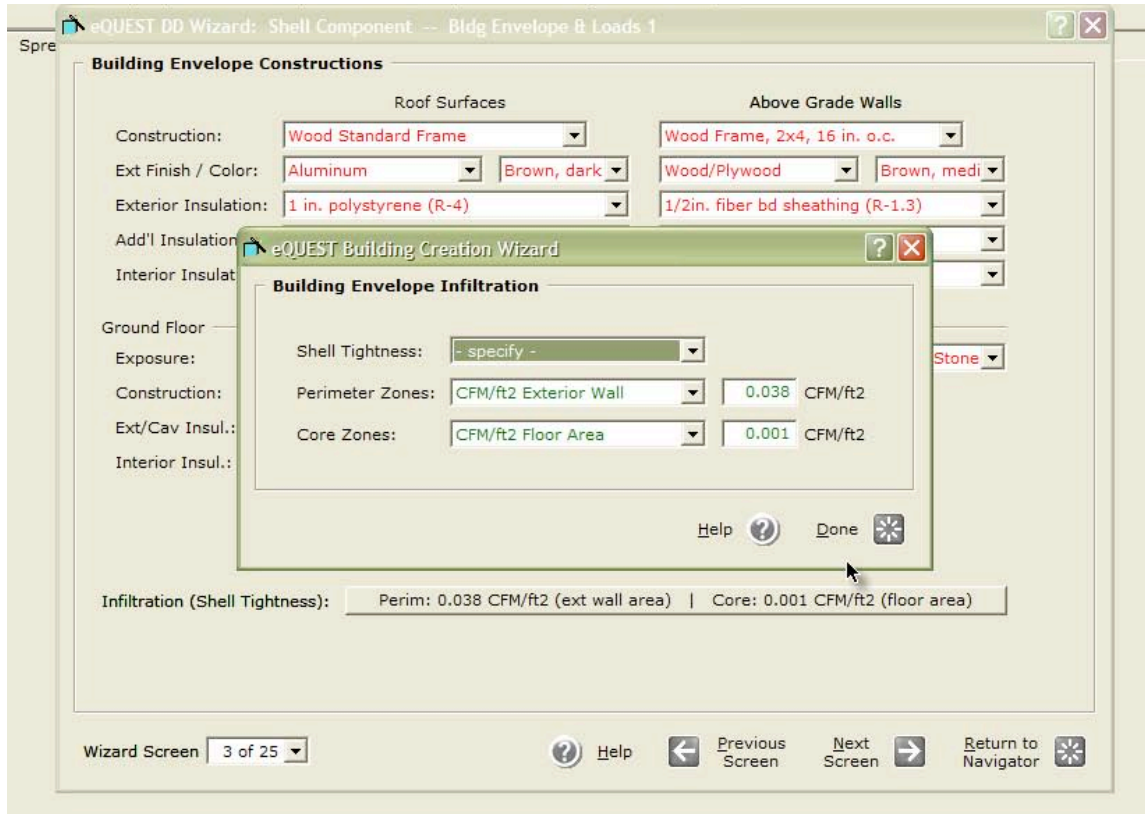 eQUEST DD Wizard: Shell Component -- Bldg Envelope & Loads 1
Spre
Building Envelope Constructions
Roof Surfaces Above Grade Walls
Construction: Wood Standard Frame Wood Frame, 2x4, 16 in. o.c.
Ext Finish / Color: Aluminum Brown, dark Wood/Plywood Brown, medi
Exterior Insulation: 1 in. polystyrene (R-4) 1/2in. fiber bd sheathing (R-1.3)
Add'l Insulation
Interior Insulat
Ground Floor
Exposure: Stone
Construction:
Ext/Cav Insul.:
Interior Insul.:
eQUEST Building Creation Wizard
Building Envelope Infiltration
Shell Tightness: - specify -
Perimeter Zones: CFM/ft2 Exterior Wall 0.038 CFM/ft2
Core Zones: CFM/ft2 Floor Area 0.001 CFM/ft2
Help ? Done
Infiltration (Shell Tightness): Perim: 0.038 CFM/ft2 (ext wall area) | Core: 0.001 CFM/ft2 (floor area)
Wizard Screen 3 of 25 ? Help Previous Screen Next Screen Return to Navigator